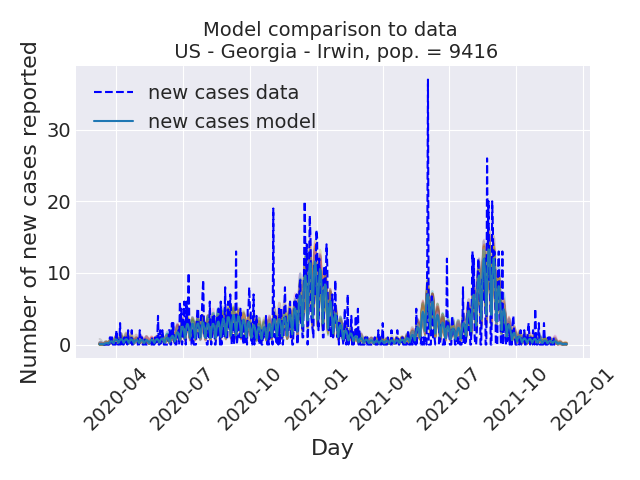 Model comparison to data
US - Georgia - Irwin, pop. = 9416
new cases data
new cases model
Number of new cases reported
30
20
10
0
2020-04
2020-07
2020-10
2021-01
2021-04
2021-07
2021-10
2022-01
Day